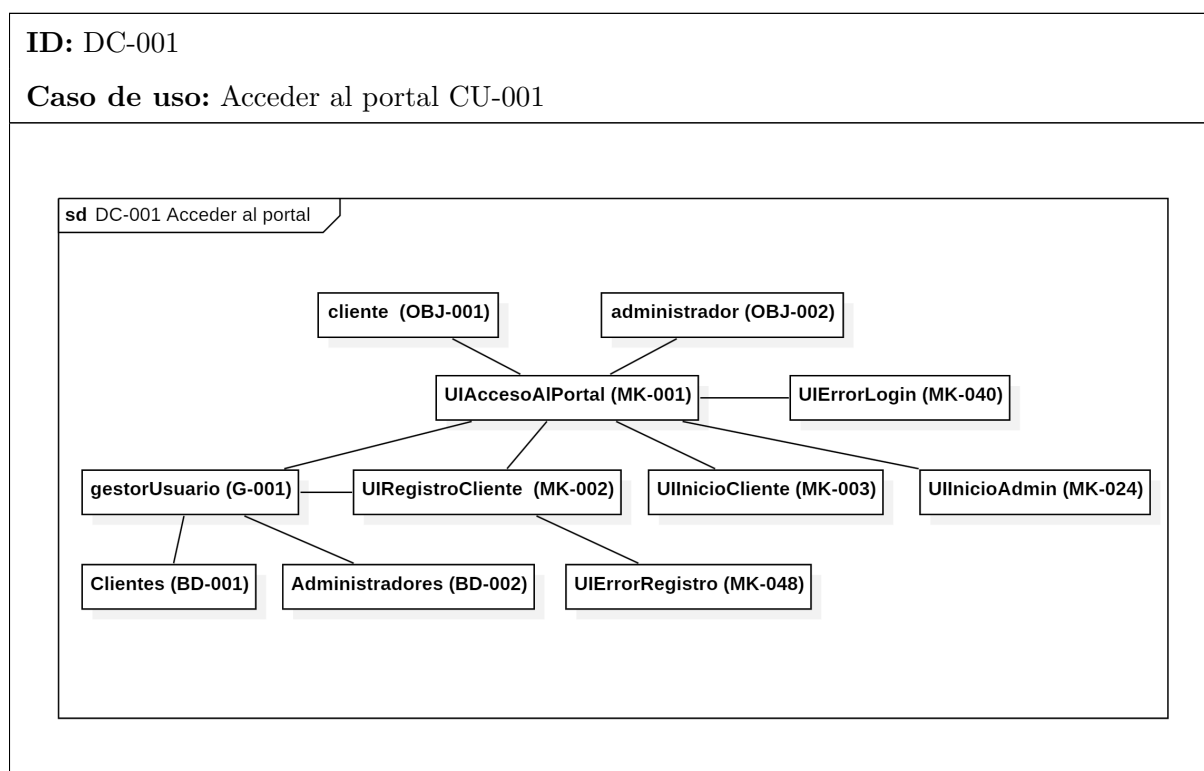 ID: DC-001
Caso de uso: Acceder al portal CU-001
sd DC-001 Acceder al portal
cliente (OBJ-001)
administrador (OBJ-002)
UIAccesoAlPortal (MK-001)
UIErrorLogin (MK-040)
gestorUsuario (G-001)
UIRegistroCliente (MK-002)
UIInicioCliente (MK-003)
UIInicioAdmin (MK-024)
Clientes (BD-001)
Administradores (BD-002)
UIErrorRegistro (MK-048)